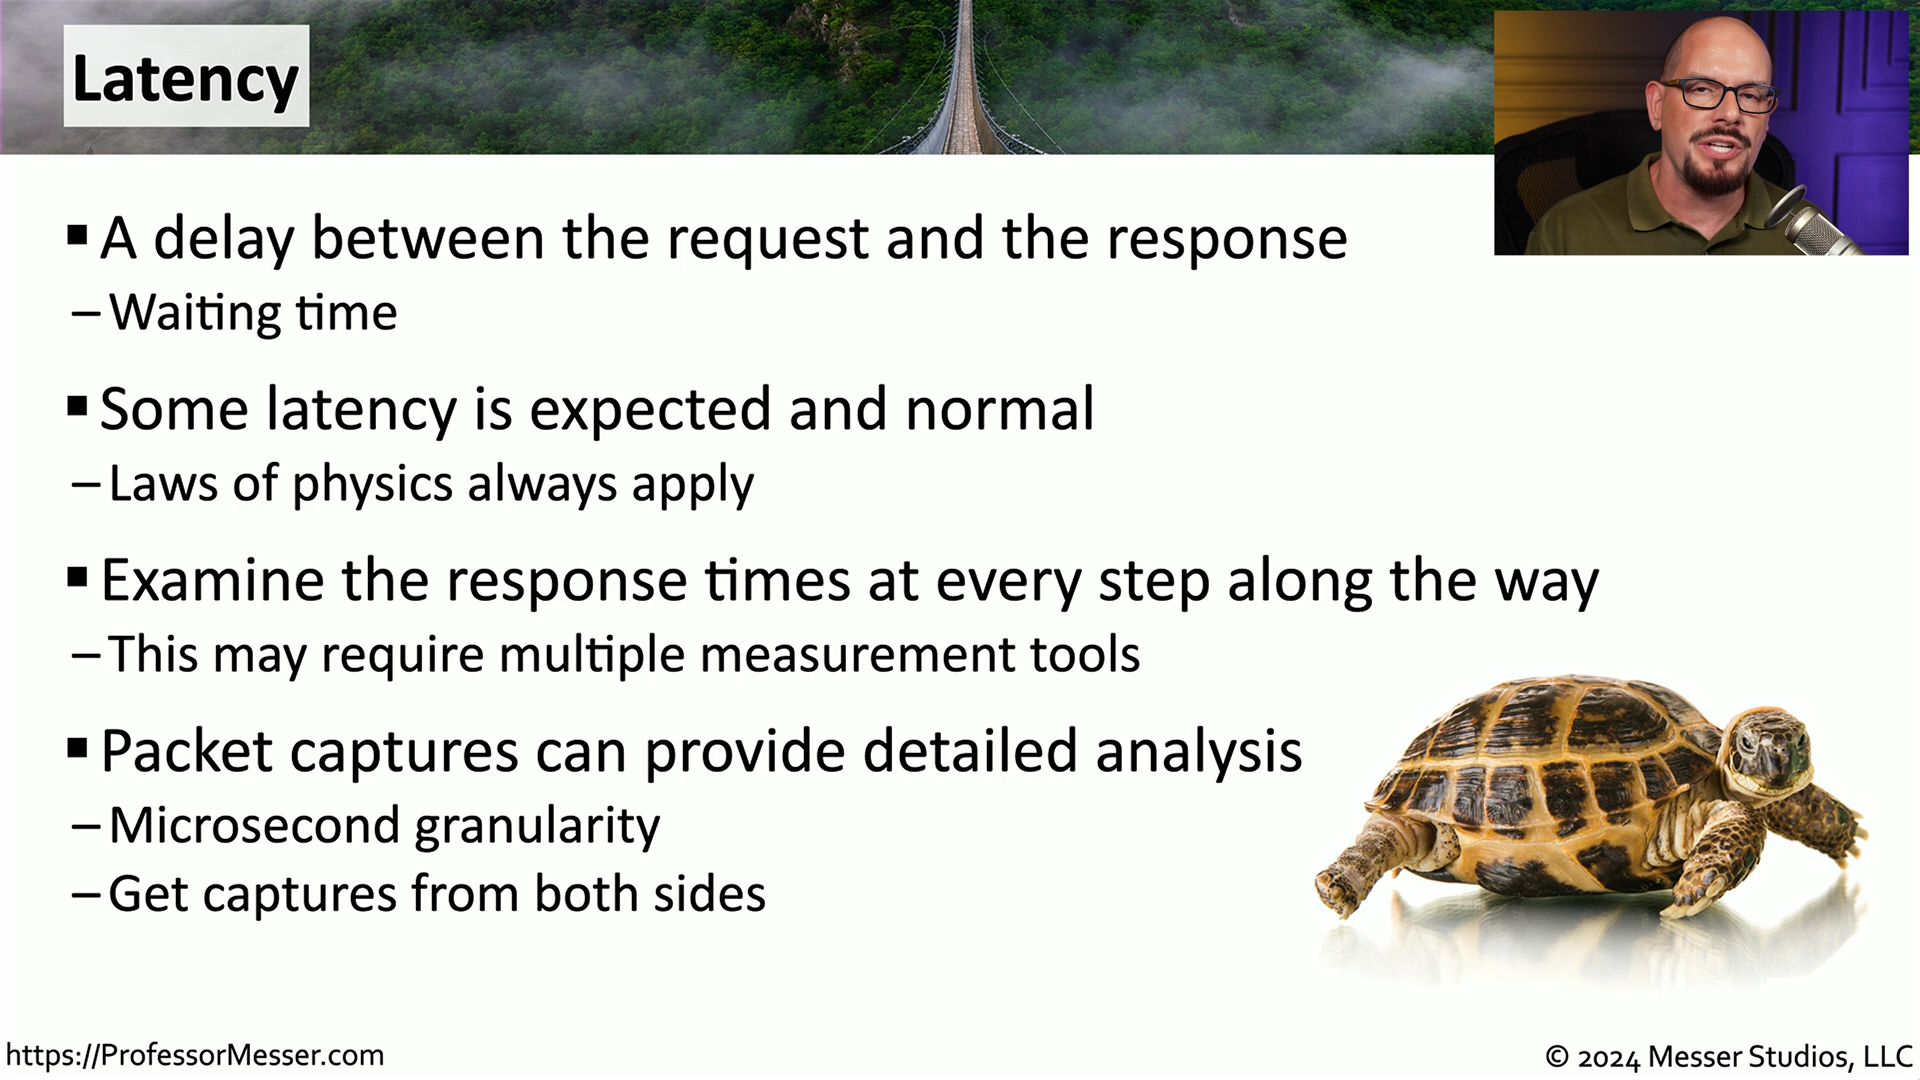 Latency
▪ A delay between the request and the response
– Waiting time
▪ Some latency is expected and normal
– Laws of physics always apply
▪ Examine the response times at every step along the way
– This may require multiple measurement tools
▪ Packet captures can provide detailed analysis
– Microsecond granularity
– Get captures from both sides
https://ProfessorMesser.com
© 2024 Messer Studios, LLC